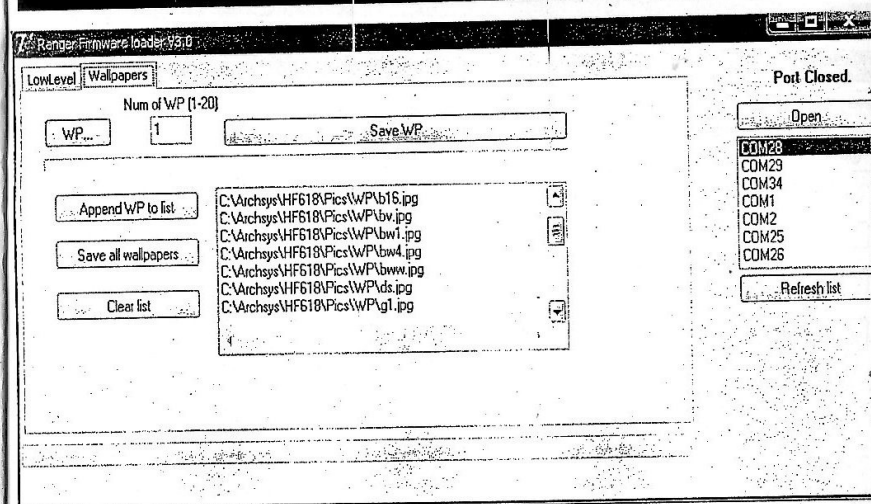 Ranger Firmware loader V3.0
LowLevel Wallpapers
Num of WP (1-20)
WP... 1 Save WP
Append WP to list
Save all wallpapers
Clear list
C:\Archsys\HF618\Pics\WP\b16.jpg
C:\Archsys\HF618\Pics\WP\bv.jpg
C:\Archsys\HF618\Pics\WP\bw1.jpg
C:\Archsys\HF618\Pics\WP\bw4.jpg
C:\Archsys\HF618\Pics\WP\bww.jpg
C:\Archsys\HF618\Pics\WP\ds.jpg
C:\Archsys\HF618\Pics\WP\g1.jpg
Port Closed.
Open
COM28
COM29
COM34
COM1
COM2
COM25
COM26
Refresh list